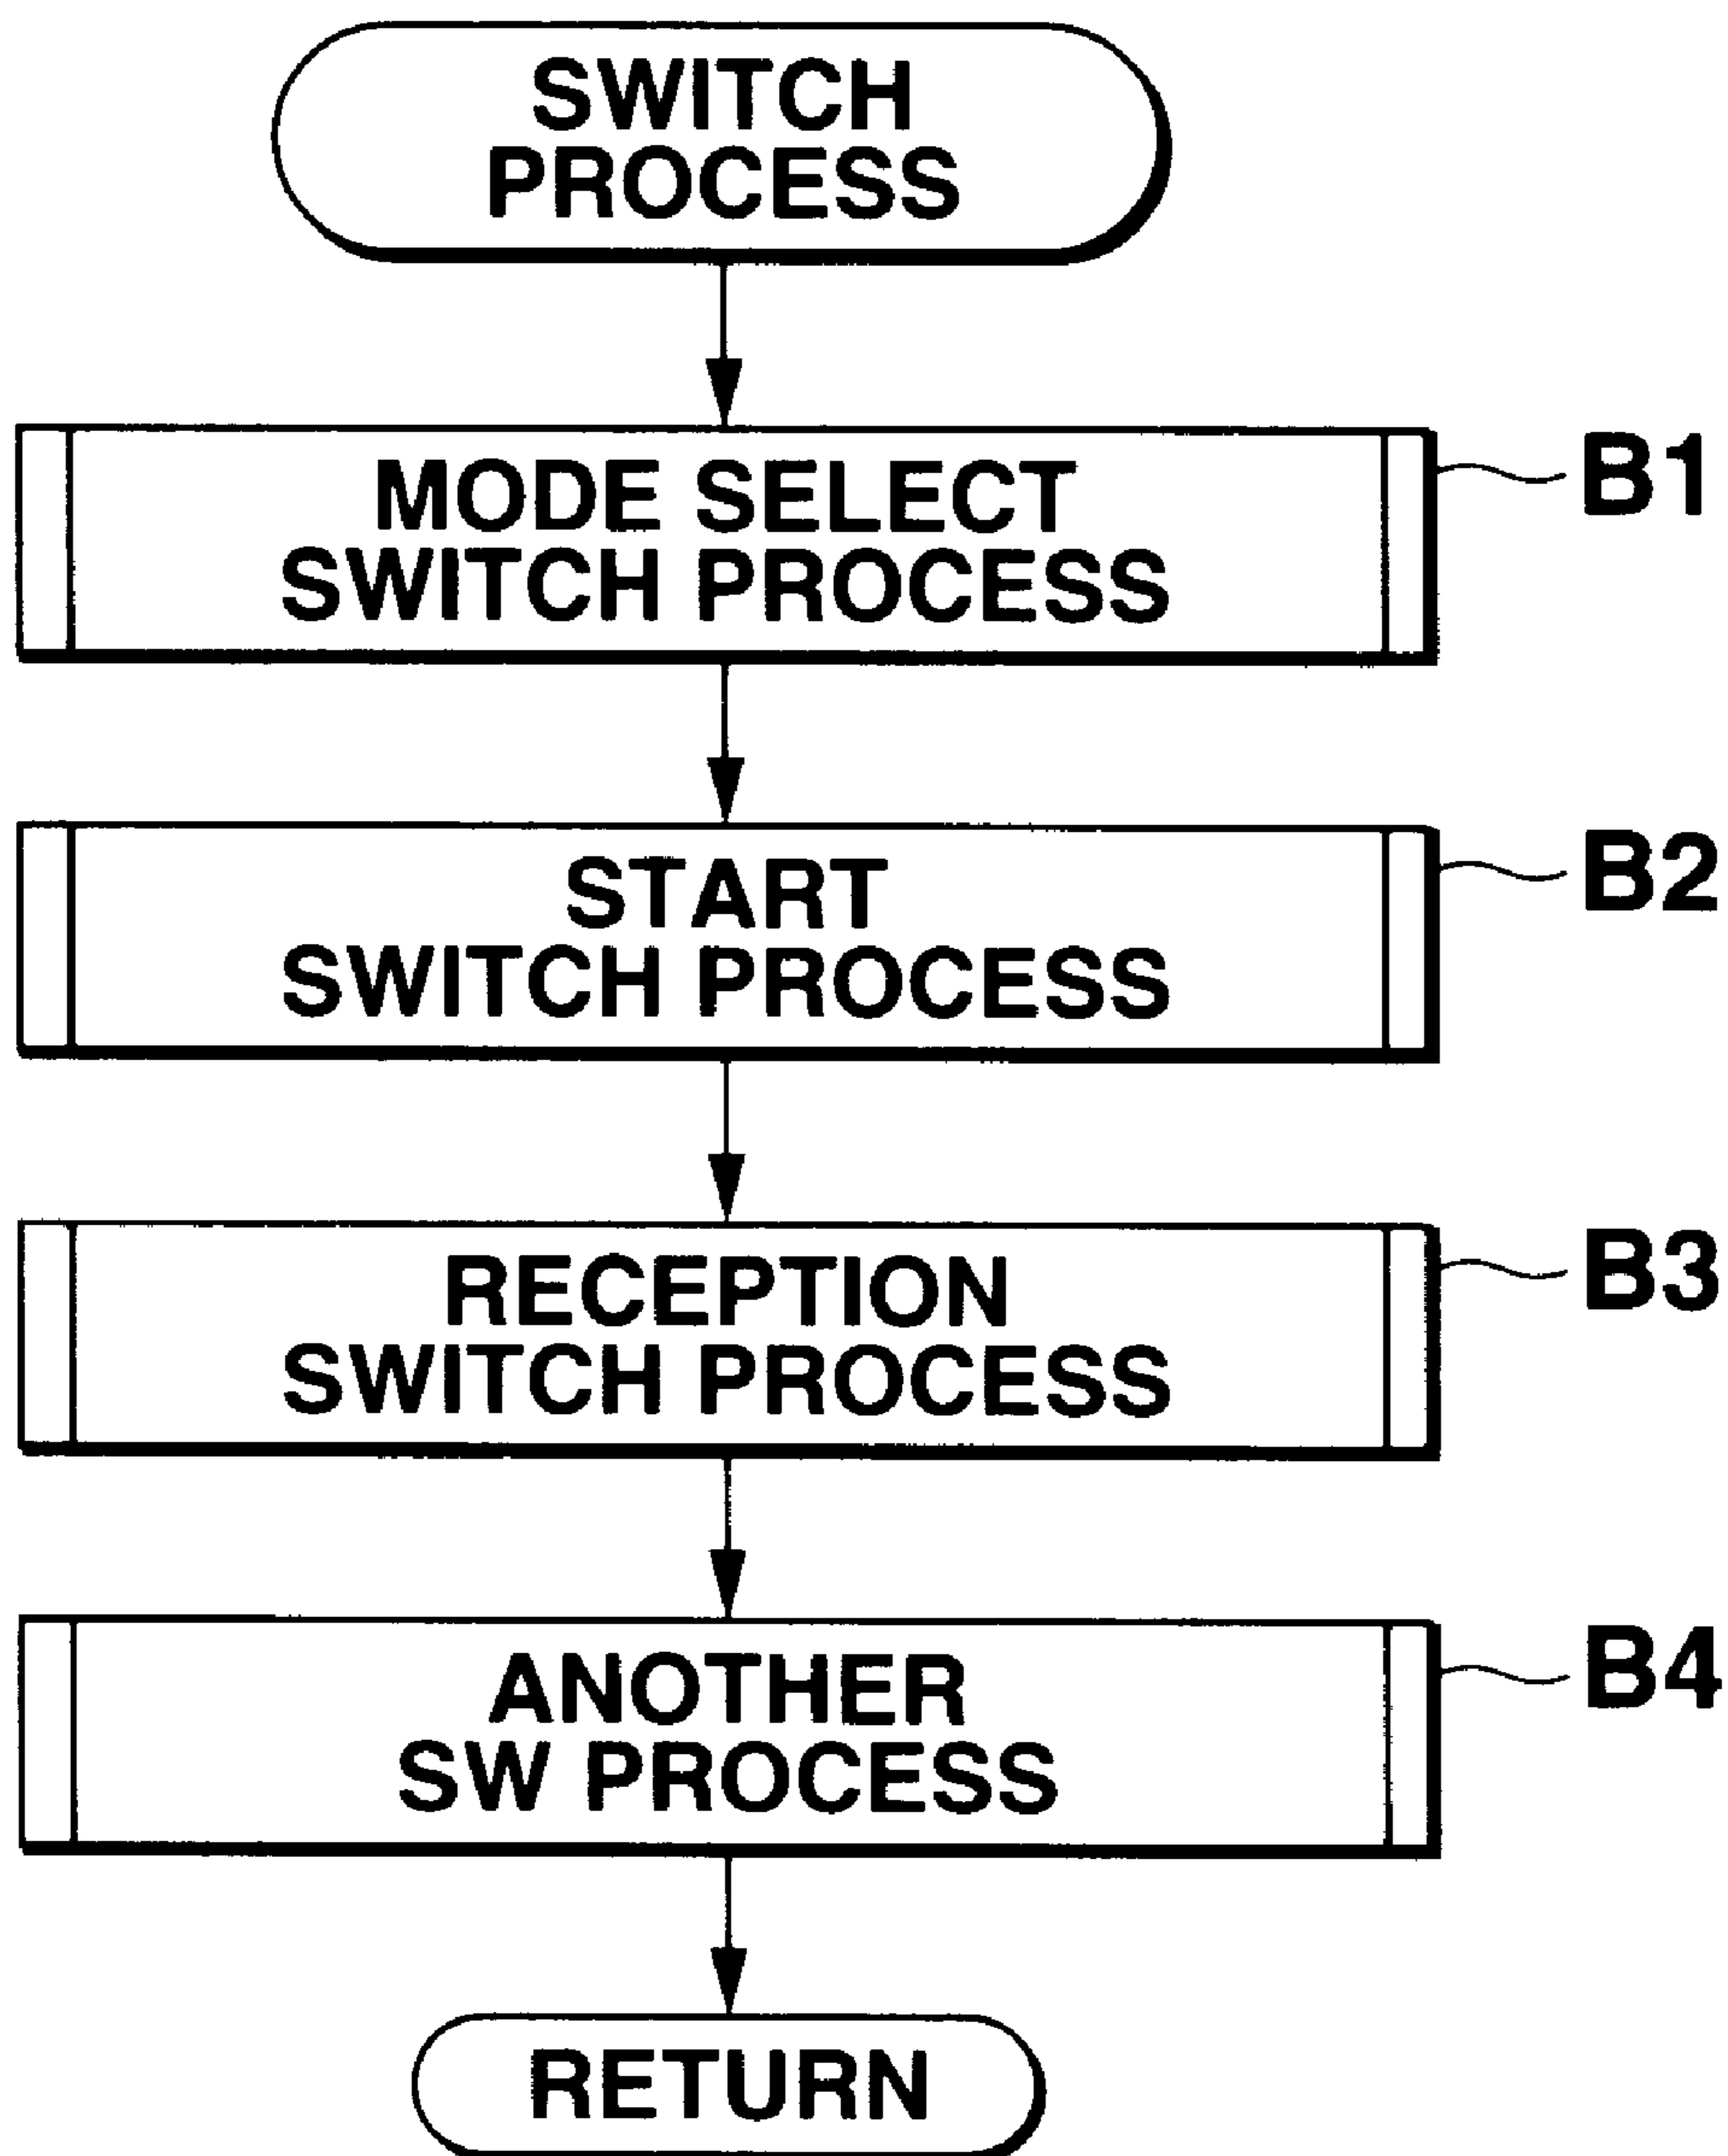 SWITCH
PROCESS
MODE SELECT
SWITCH PROCESS
B1
START
SWITCH PROCESS
B2
RECEPTION
SWITCH PROCESS
B3
ANOTHER
SW PROCESS
B4
RETURN